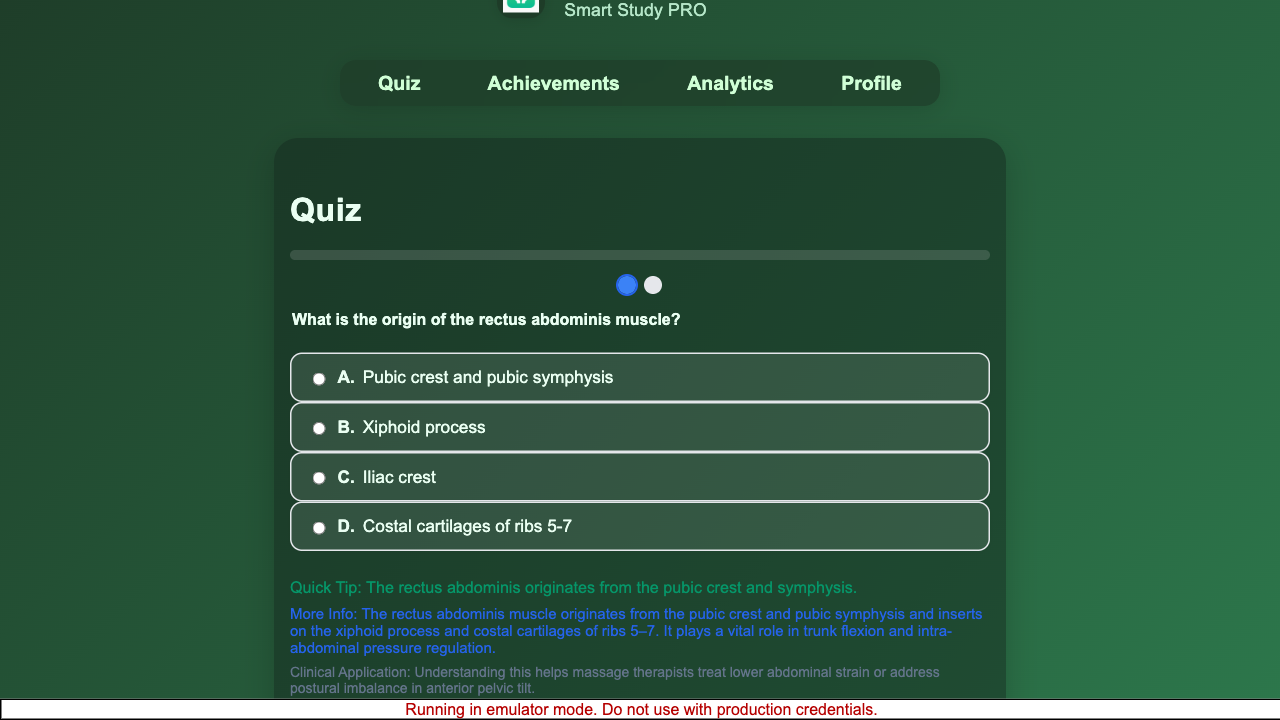 Smart Study PRO
Quiz Achievements Analytics Profile
Quiz
What is the origin of the rectus abdominis muscle?
A. Pubic crest and pubic symphysis
B. Xiphoid process
C. Iliac crest
D. Costal cartilages of ribs 5-7
Quick Tip: The rectus abdominis originates from the pubic crest and symphysis.
More Info: The rectus abdominis muscle originates from the pubic crest and pubic symphysis and inserts
on the xiphoid process and costal cartilages of ribs 5–7. It plays a vital role in trunk flexion and intra-
abdominal pressure regulation.
Clinical Application: Understanding this helps massage therapists treat lower abdominal strain or address
postural imbalance in anterior pelvic tilt.
Running in emulator mode. Do not use with production credentials.